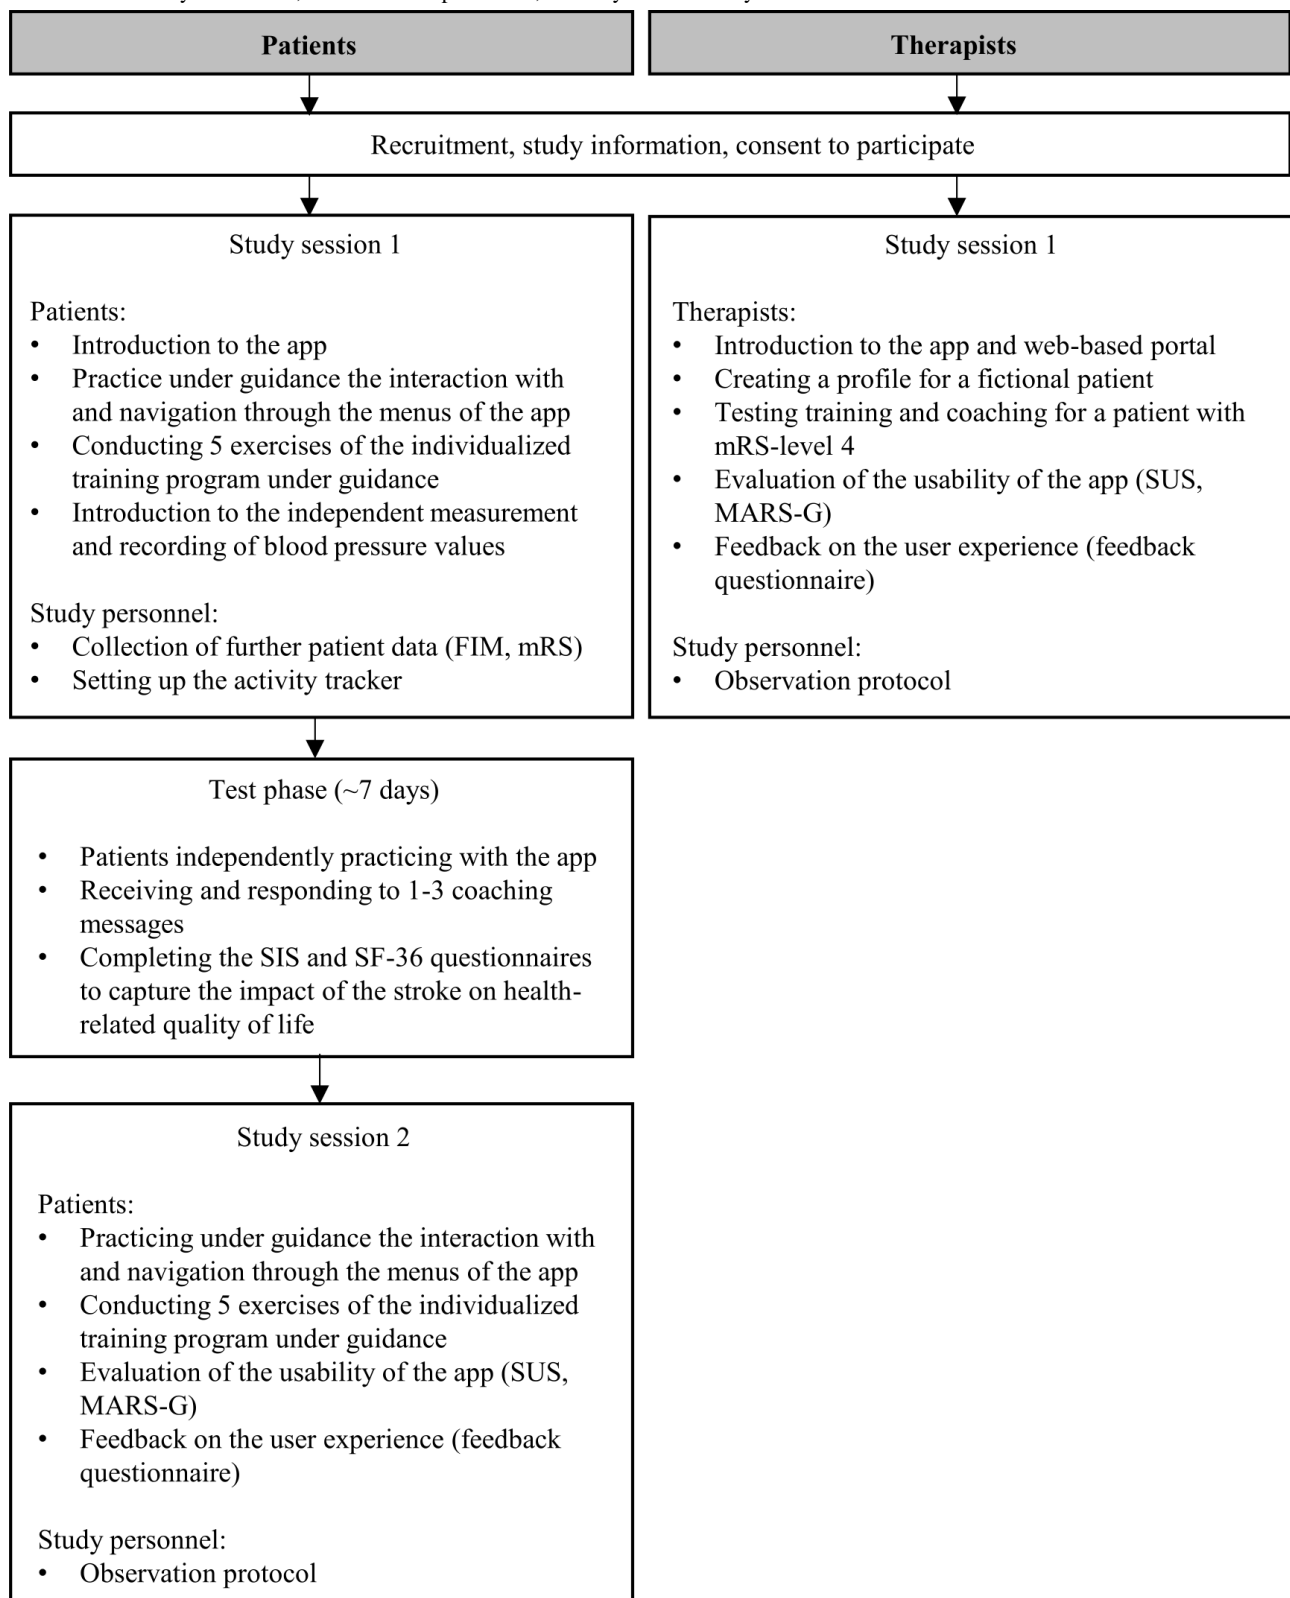 Patients
Therapists
Recruitment, study information, consent to participate
Study session 1
Patients:
• Introduction to the app
• Practice under guidance the interaction with
and navigation through the menus of the app
• Conducting 5 exercises of the individualized
training program under guidance
• Introduction to the independent measurement
and recording of blood pressure values
Study personnel:
• Collection of further patient data (FIM, mRS)
• Setting up the activity tracker
Study session 1
Therapists:
• Introduction to the app and web-based portal
• Creating a profile for a fictional patient
• Testing training and coaching for a patient with
mRS-level 4
• Evaluation of the usability of the app (SUS,
MARS-G)
• Feedback on the user experience (feedback
questionnaire)
Study personnel:
• Observation protocol
Test phase (~7 days)
• Patients independently practicing with the app
• Receiving and responding to 1-3 coaching
messages
• Completing the SIS and SF-36 questionnaires
to capture the impact of the stroke on health-
related quality of life
Study session 2
Patients:
• Practicing under guidance the interaction with
and navigation through the menus of the app
• Conducting 5 exercises of the individualized
training program under guidance
• Evaluation of the usability of the app (SUS,
MARS-G)
• Feedback on the user experience (feedback
questionnaire)
Study personnel:
• Observation protocol